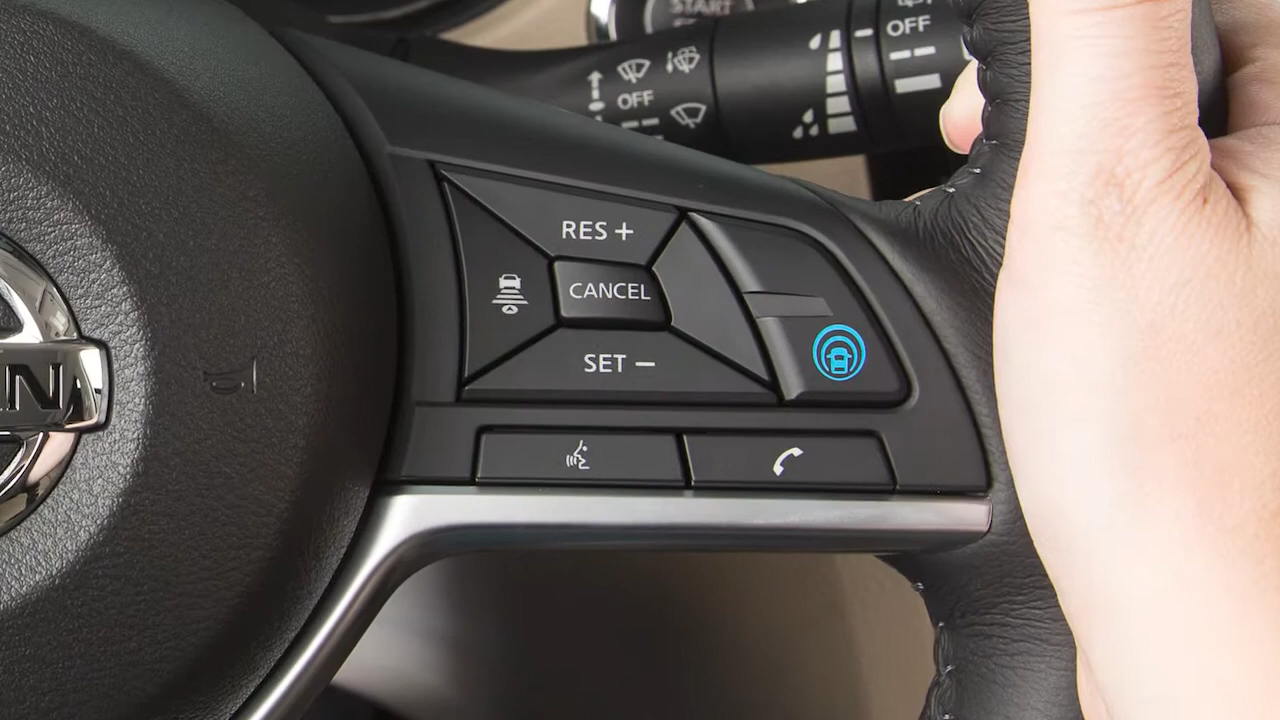 START
OFF
OFF
RES +
CANCEL
SET −